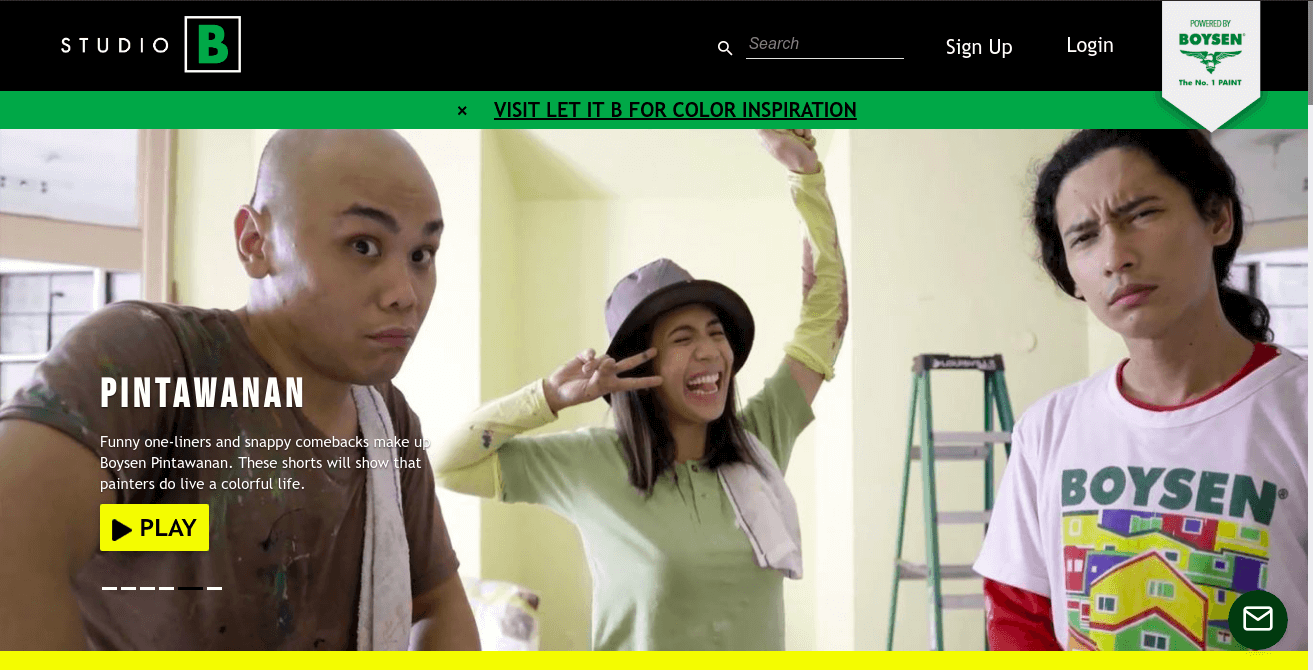 STUDIO B
Search
Sign Up
Login
POWERED BY
BOYSEN®
The No. 1 PAINT
× VISIT LET IT B FOR COLOR INSPIRATION
PINTAWANAN
Funny one-liners and snappy comebacks make up
Boysen Pintawanan. These shorts will show that
painters do live a colorful life.
PLAY
BOYSEN®